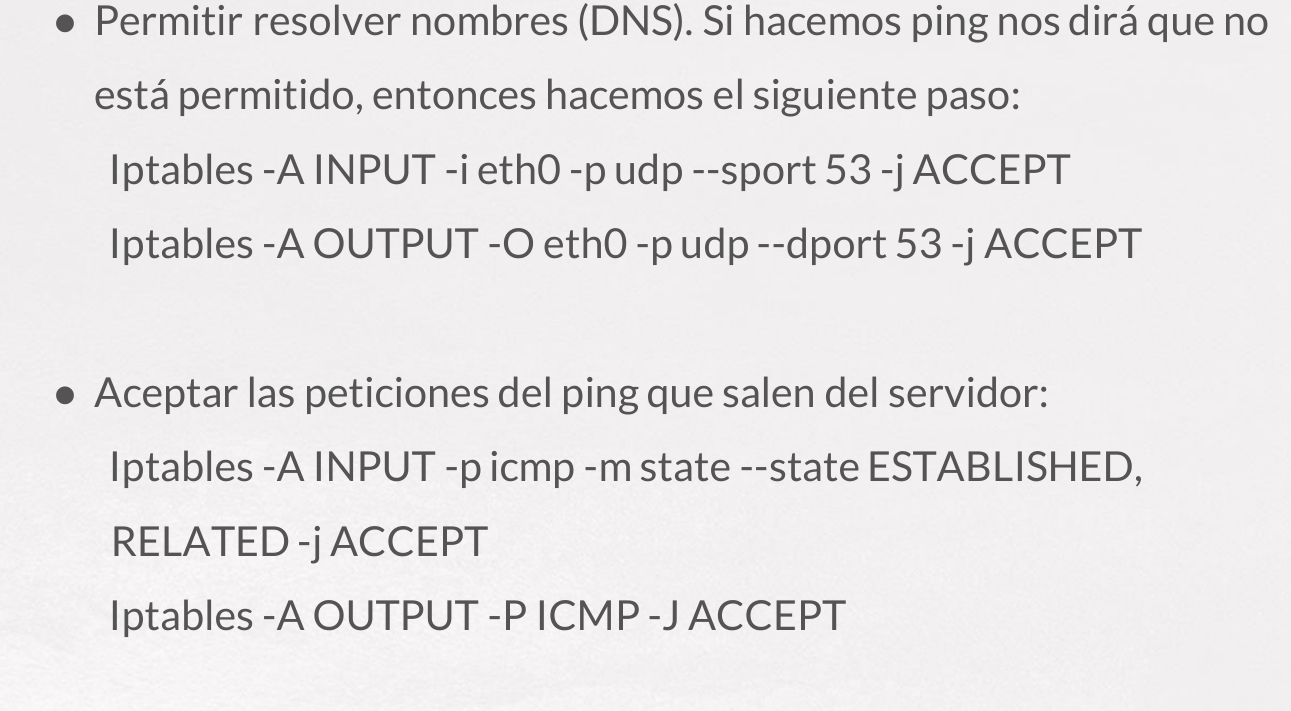 • Permitir resolver nombres (DNS). Si hacemos ping nos dirá que no
está permitido, entonces hacemos el siguiente paso:
Iptables -A INPUT -i eth0 -p udp --sport 53 -j ACCEPT
Iptables -A OUTPUT -O eth0 -p udp --dport 53 -j ACCEPT
• Aceptar las peticiones del ping que salen del servidor:
Iptables -A INPUT -p icmp -m state --state ESTABLISHED,
RELATED -j ACCEPT
Iptables -A OUTPUT -P ICMP -J ACCEPT